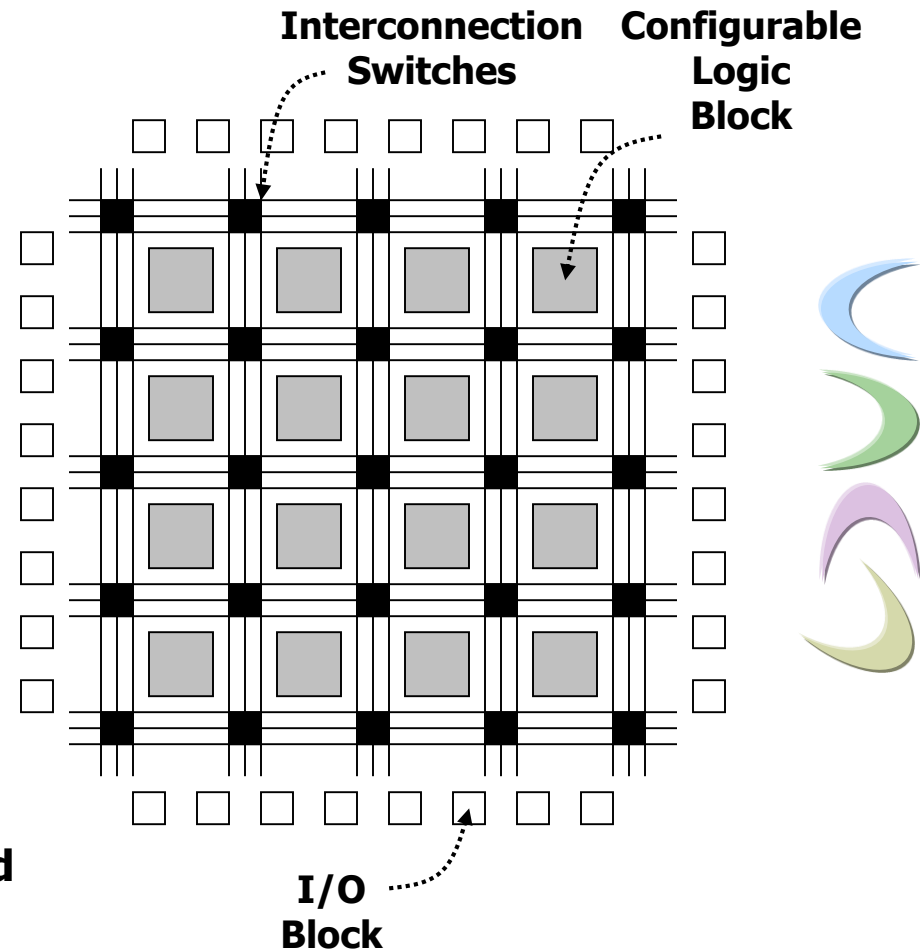 Interconnection
Switches
Configurable
Logic
Block
I/O
Block